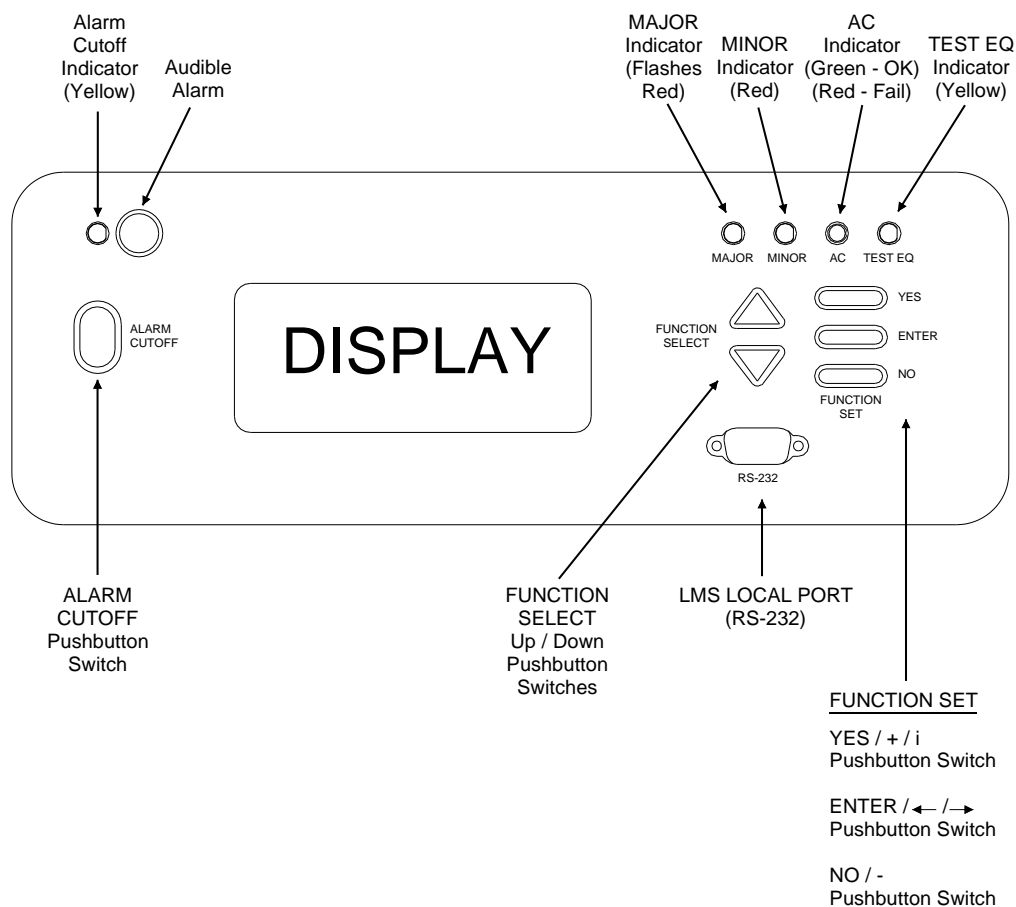 Alarm
Cutoff
Indicator
(Yellow)
Audible
Alarm
MAJOR
Indicator
(Flashes
Red)
MINOR
Indicator
(Red)
AC
Indicator
(Green - OK)
(Red - Fail)
TEST EQ
Indicator
(Yellow)
MAJOR
MINOR
AC
TEST EQ
ALARM
CUTOFF
DISPLAY
FUNCTION
SELECT
YES
ENTER
NO
FUNCTION
SET
RS-232
ALARM
CUTOFF
Pushbutton
Switch
FUNCTION
SELECT
Up / Down
Pushbutton
Switches
LMS LOCAL PORT
(RS-232)
FUNCTION SET
YES / + / i
Pushbutton Switch
ENTER / ← / →
Pushbutton Switch
NO / -
Pushbutton Switch